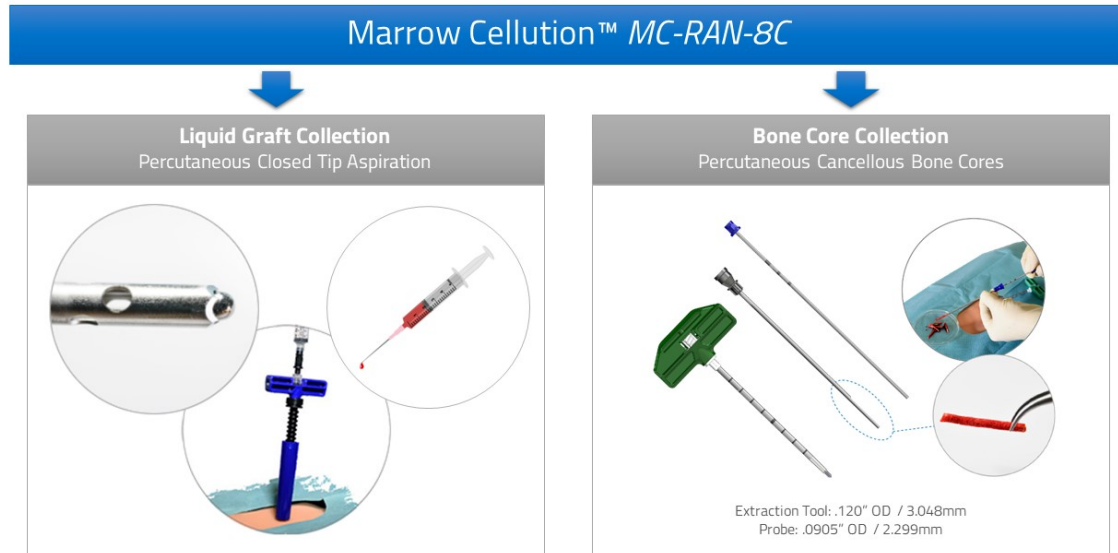 Marrow Cellution™ MC-RAN-8C
Liquid Graft Collection
Percutaneous Closed Tip Aspiration
Bone Core Collection
Percutaneous Cancellous Bone Cores
Extraction Tool: .120” OD / 3.048mm
Probe: .0905” OD / 2.299mm